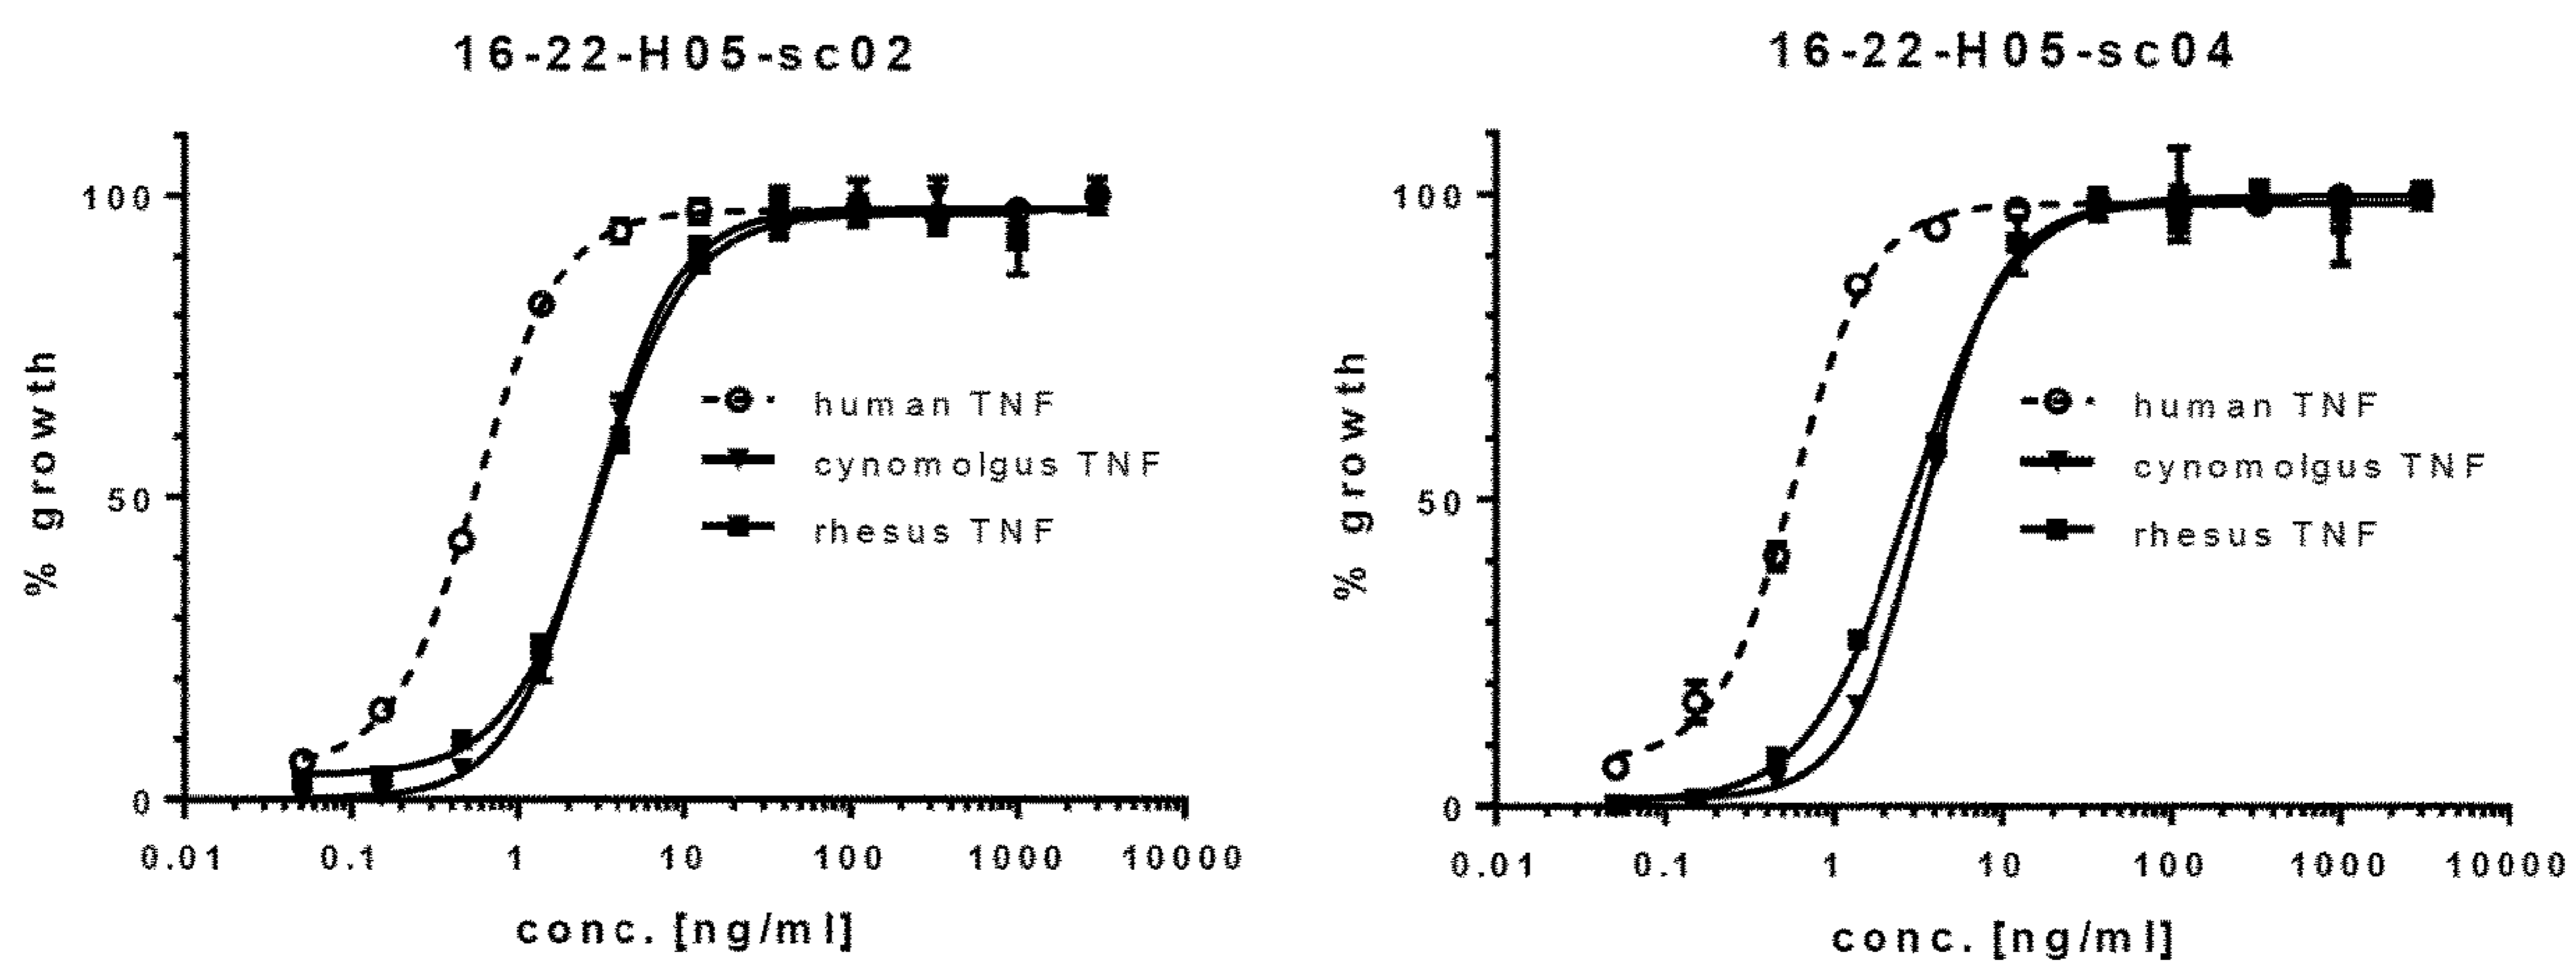 16-22-H05-sc02
% growth
100
50
0
0.01 0.1 1 10 100 1000 10000
conc. [ng/ml]
human TNF
cynomolgus TNF
rhesus TNF
16-22-H05-sc04
% growth
100
50
0
0.01 0.1 1 10 100 1000 10000
conc. [ng/ml]
human TNF
cynomolgus TNF
rhesus TNF